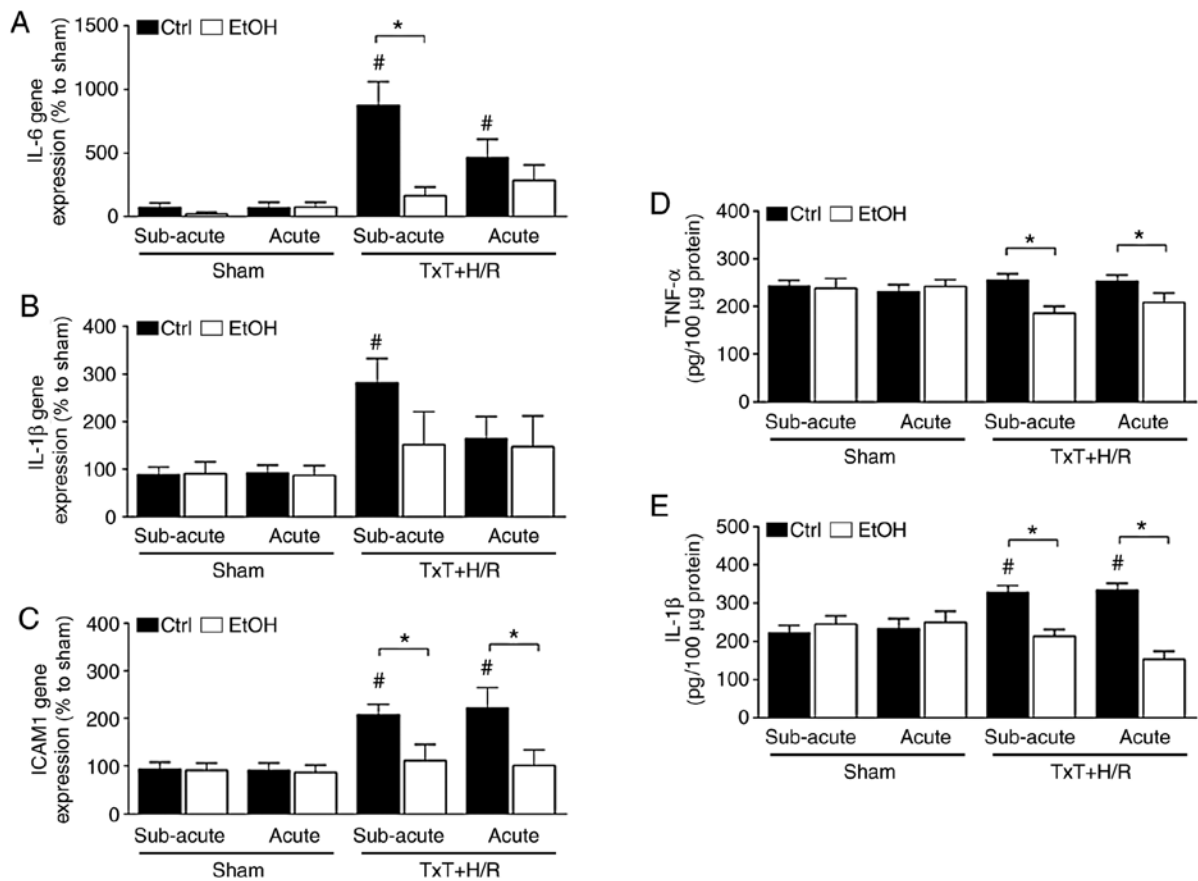 A
Ctrl EtOH
IL-6 gene
expression (% to sham)
1500
1000
500
0
*
#
#
Sub-acute Acute Sub-acute Acute
Sham TxT+H/R
B
Ctrl EtOH
IL-1β gene
expression (% to sham)
400
300
200
100
0
#
Sub-acute Acute Sub-acute Acute
Sham TxT+H/R
C
Ctrl EtOH
ICAM1 gene
expression (% to sham)
400
300
200
100
0
* *
# #
Sub-acute Acute Sub-acute Acute
Sham TxT+H/R
D
Ctrl EtOH
TNF-α
(pg/100 μg protein)
400
300
200
200
0
* *
Sub-acute Acute Sub-acute Acute
Sham TxT+H/R
E
Ctrl EtOH
IL-1β
(pg/100 μg protein)
500
400
300
200
100
0
* *
# #
Sub-acute Acute Sub-acute Acute
Sham TxT+H/R